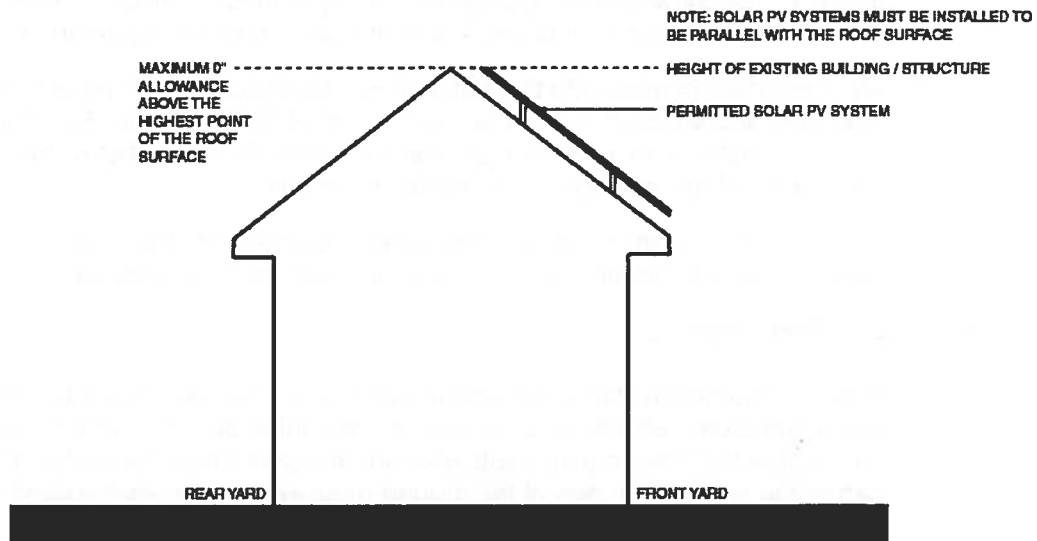 NOTE: SOLAR PV SYSTEMS MUST BE INSTALLED TO
BE PARALLEL WITH THE ROOF SURFACE
MAXIMUM 0"
ALLOWANCE
ABOVE THE
HIGHEST POINT
OF THE ROOF
SURFACE
HEIGHT OF EXISTING BUILDING / STRUCTURE
PERMITTED SOLAR PV SYSTEM
REAR YARD
FRONT YARD